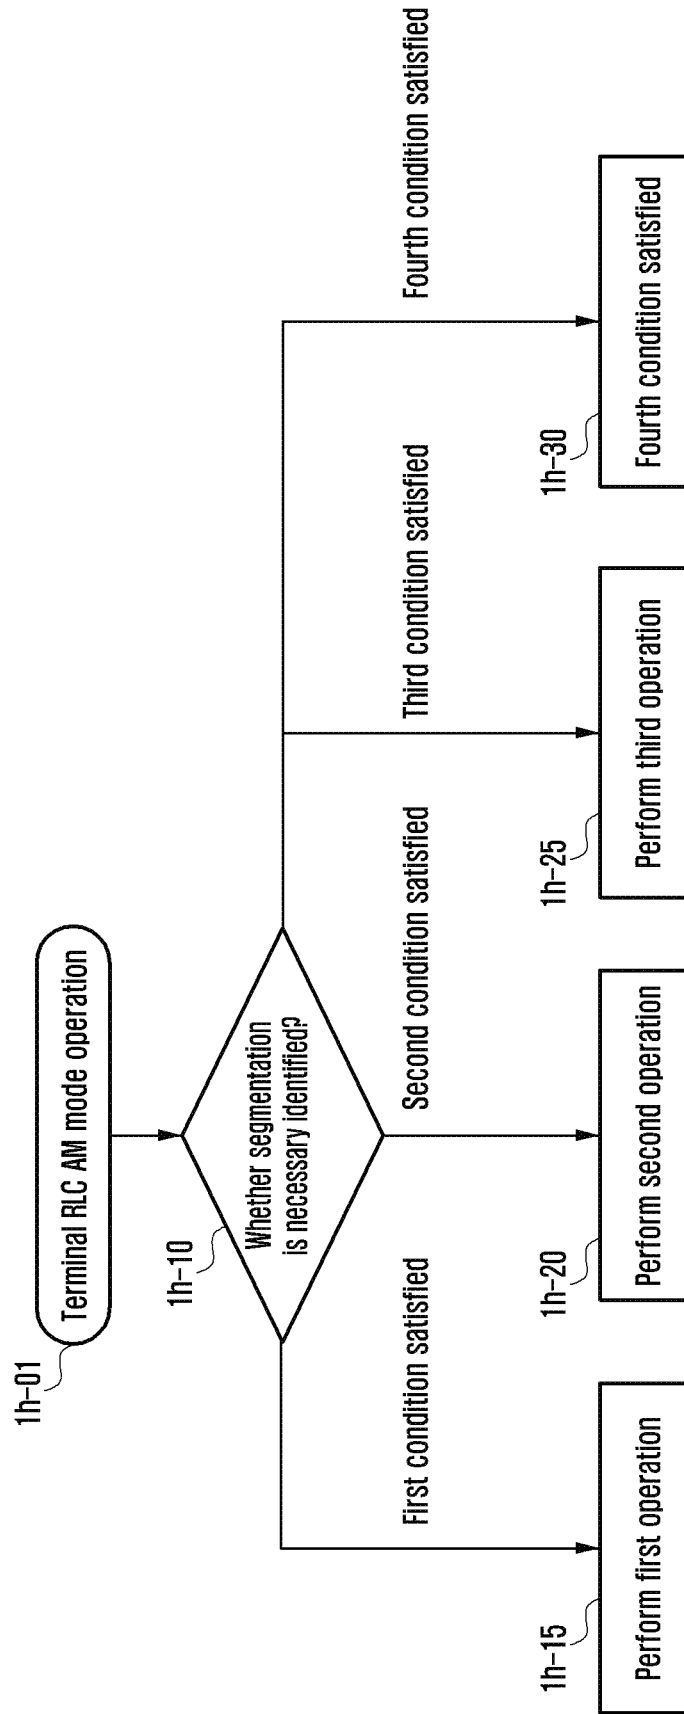 1h-01
Terminal RLC AM mode operation
1h-10
Whether segmentation
is necessary identified?
First condition satisfied
Second condition satisfied
Third condition satisfied
Fourth condition satisfied
1h-15
Perform first operation
1h-20
Perform second operation
1h-25
Perform third operation
1h-30
Fourth condition satisfied